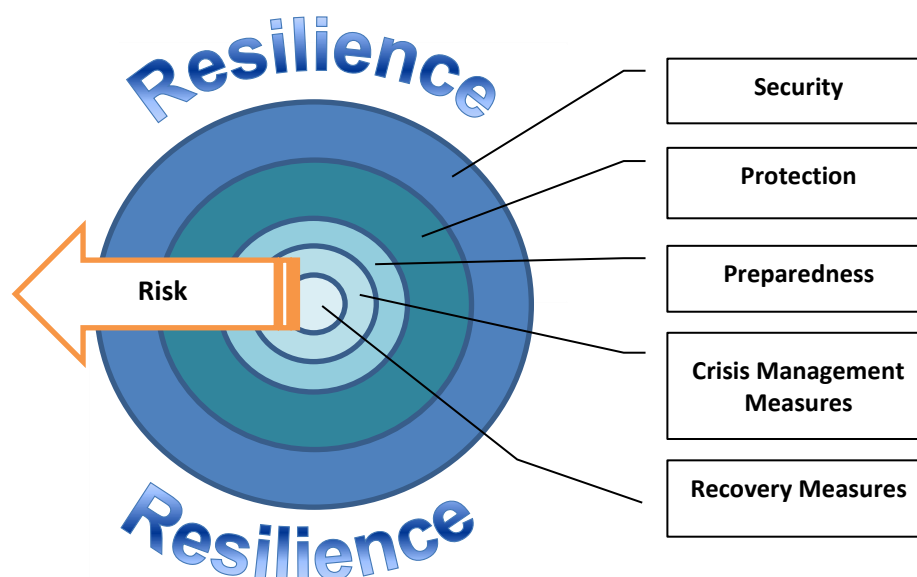 Resilience
Security
Protection
Risk
Preparedness
Crisis Management
Measures
Recovery Measures
Resilience